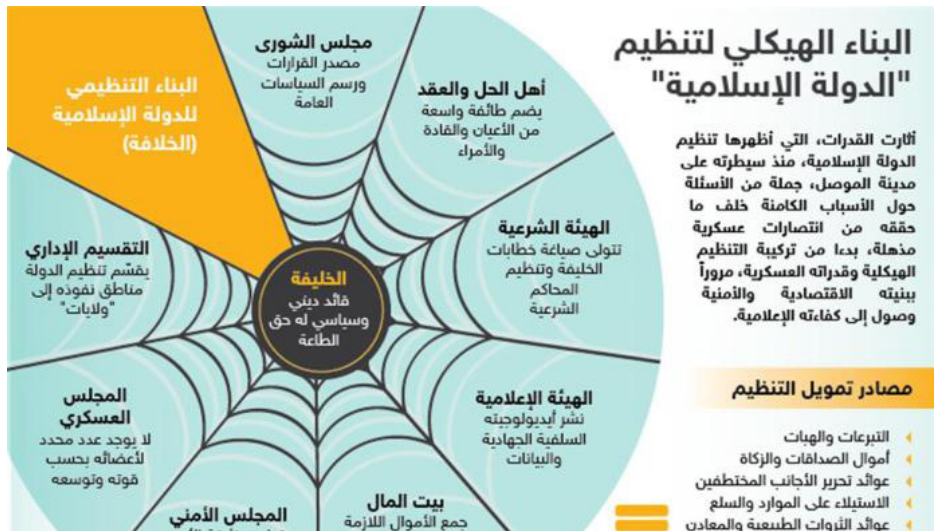 البناء الهيكلي لتنظيم
"الدولة الإسلامية"
أثارت القدرات، التي أظهرها تنظيم
الدولة الإسلامية، منذ سيطرته على
مدينة الموصل، جملة من الأسئلة
حول الأسباب الكامنة خلف ما
حققه من انتصارات عسكرية
مذهلة، بدءا من تركيبة التنظيم
الهيكلية وقدراته العسكرية، مروراً
ببنيته الاقتصادية والأمنية
وصول إلى كفاءته الإعلامية.
مصادر تمويل التنظيم
التبرعات والهبات
أموال الصداقات والزكاة
عوائد تحرير الأجانب المختطفين
الاستيلاء على الموارد والسلع
عوائد الثروات الطبيعية والمعادن
البناء التنظيمي
للدولة الإسلامية
(الخلافة)
مجلس الشورى
مصدر القرارات
ورسم السياسات
العامة
أهل الحل والعقد
يضم طائفة واسعة
من الأعيان والقادة
والأمراء
الهيئة الشرعية
تتولى صياغة خطابات
الخليفة وتنظيم
المحاكم
الشرعية
الهيئة الإعلامية
نشر أيديولوجيته
السلفية الجهادية
والبيانات
بيت المال
جمع الأموال اللازمة
المجلس الأمني
المجلس
العسكري
لا يوجد عدد محدد
لأعضائه بحسب
قوته وتوسعه
التقسيم الإداري
يقسّم تنظيم الدولة
مناطق نفوذه إلى
"ولايات"
الخليفة
قائد ديني
وسياسي له حق
الطاعة